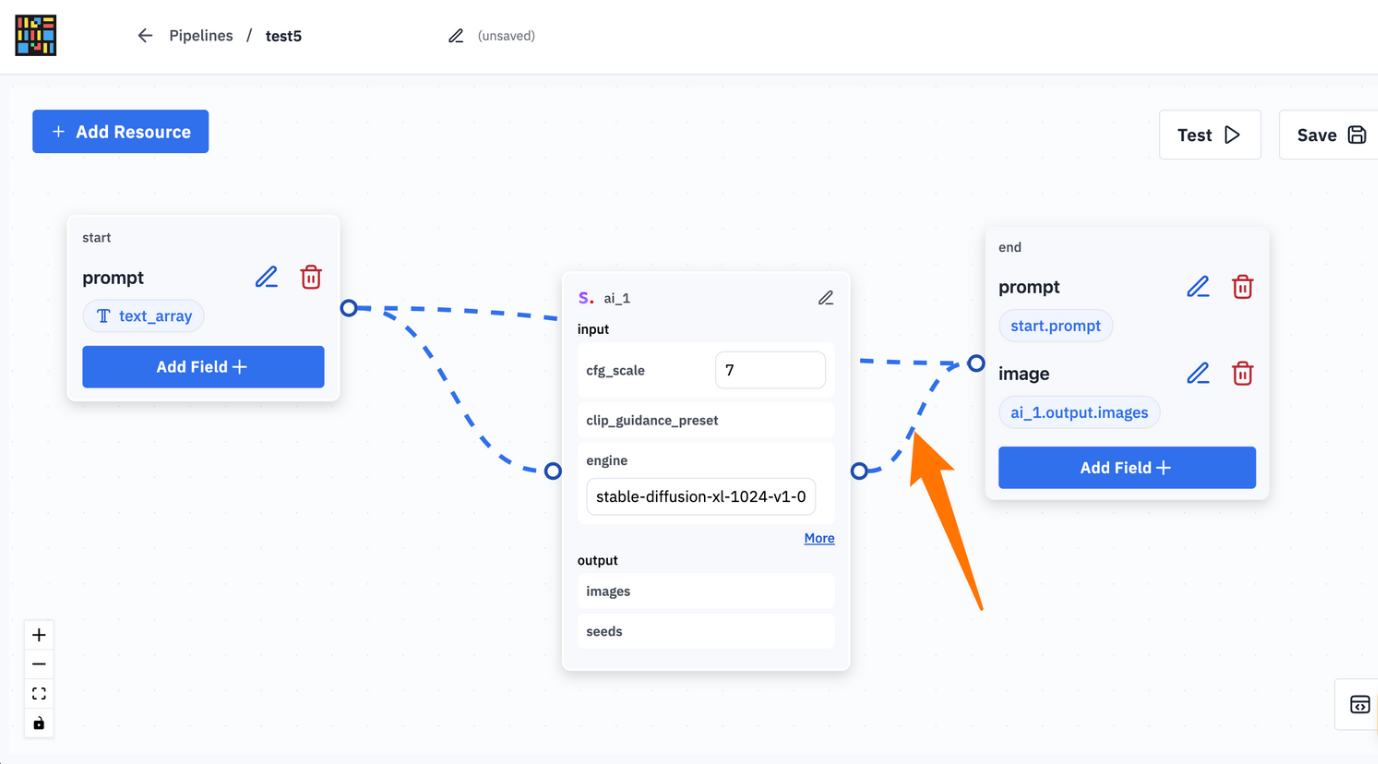 Pipelines / test5 (unsaved)
+ Add Resource
Test
Save
start
prompt
text_array
Add Field +
S. ai_1
input
cfg_scale 7
clip_guidance_preset
engine
stable-diffusion-xl-1024-v1-0
More
output
images
seeds
end
prompt
start.prompt
image
ai_1.output.images
Add Field +